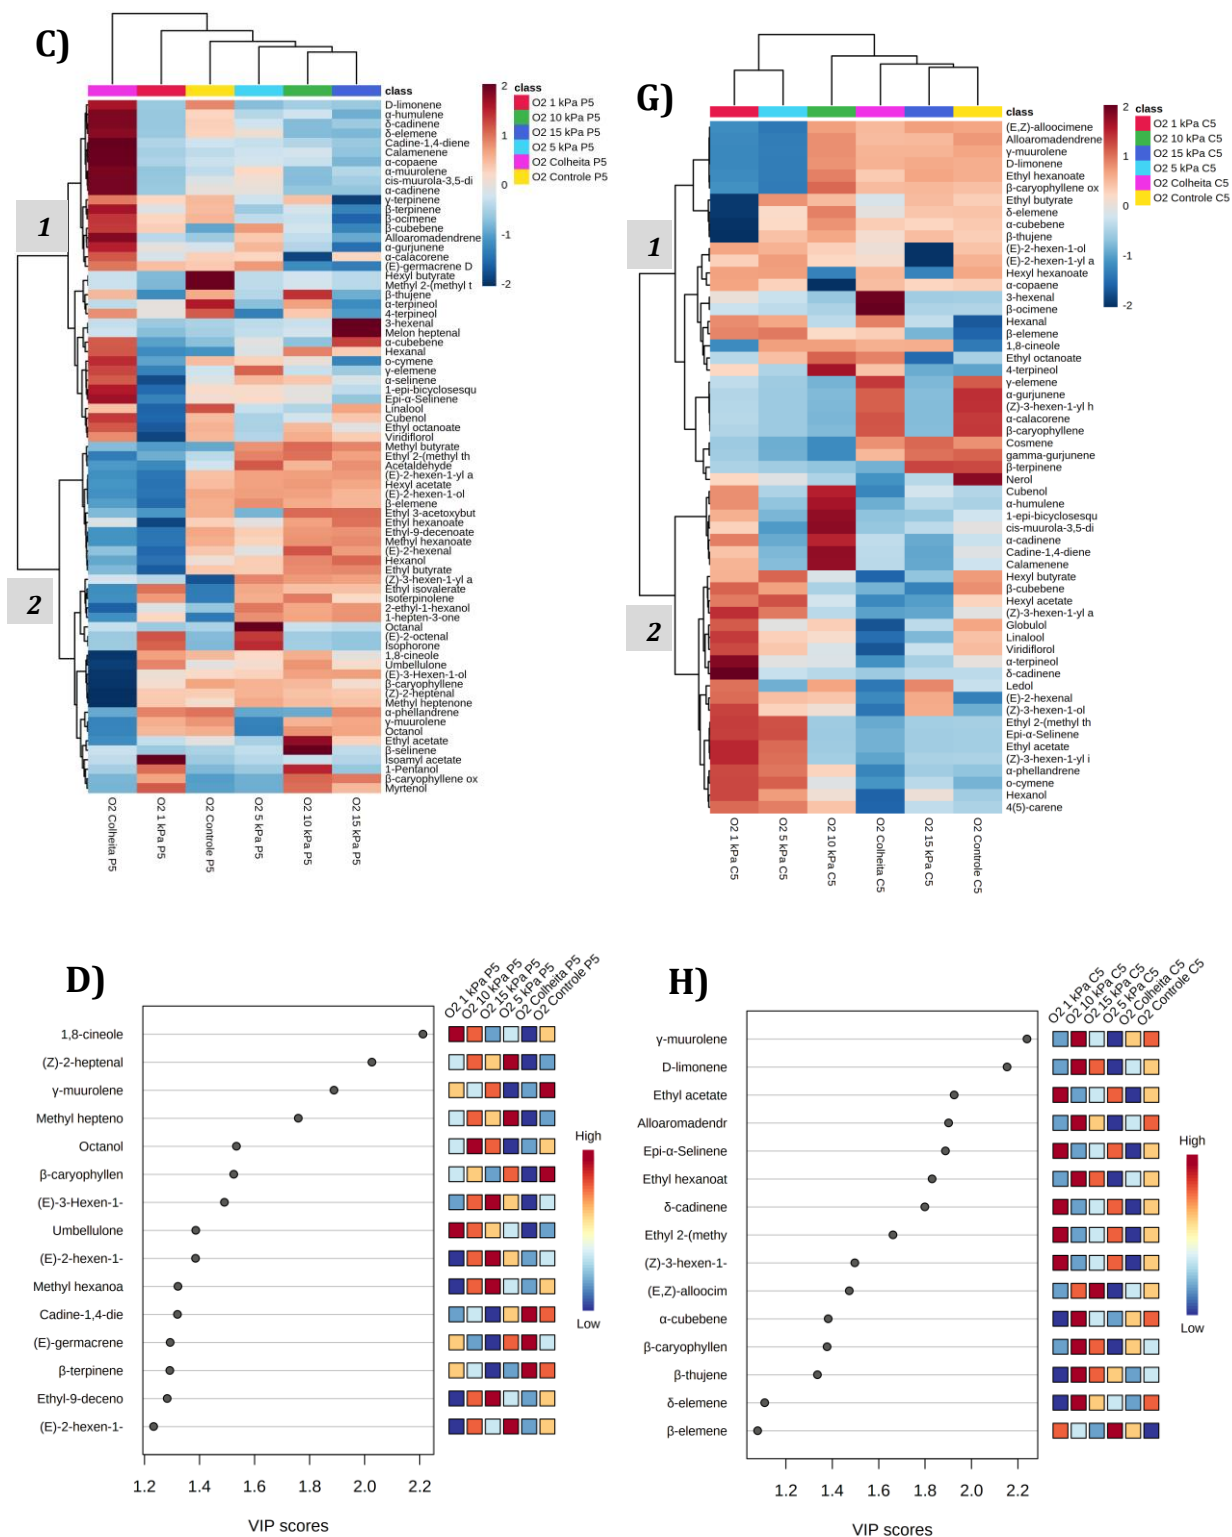 C)
class
2
1
0
-1
-2
O2 1 kPa P5
O2 10 kPa P5
O2 15 kPa P5
O2 5 kPa P5
O2 Colheita P5
O2 Controle P5
1
2
D-limonene
α-humulene
δ-cadinene
δ-elemene
Cadine-1,4-diene
Calamenene
α-copaene
α-muurolene
cis-muurola-3,5-di
α-cadinene
γ-terpinene
β-terpinene
β-ocimene
β-cubebene
Alloaromadendrene
α-gurjunene
α-calacorene
(E)-germacrene D
Hexyl butyrate
Methyl 2-(methyl t
β-thujene
α-terpineol
4-terpineol
3-hexenal
Melon heptenal
α-cubebene
Hexanal
o-cymene
γ-elemene
α-selinene
1-epi-bicyclosesqu
Epi-α-Selinene
Linalool
Cubenol
Ethyl octanoate
Viridiflorol
Methyl butyrate
Ethyl 2-(methyl th
Acetaldehyde
(E)-2-hexen-1-yl a
Hexyl acetate
(E)-2-hexen-1-ol
β-elemene
Ethyl 3-acetoxybut
Ethyl hexanoate
Ethyl-9-decenoate
Methyl hexanoate
(E)-2-hexenal
Hexanol
Ethyl butyrate
(Z)-3-hexen-1-yl a
Ethyl isovalerate
Isoterpinolene
2-ethyl-1-hexanol
1-hepten-3-one
Octanal
(E)-2-octenal
Isophorone
1,8-cineole
Umbellulone
(E)-3-Hexen-1-ol
β-caryophyllene
(Z)-2-heptenal
Methyl heptenone
α-phellandrene
γ-muurolene
Octanol
Ethyl acetate
β-selinene
Isoamyl acetate
1-Pentanol
β-caryophyllene ox
Myrtenol
O2 Colheita P5
O2 1 kPa P5
O2 Controle P5
O2 5 kPa P5
O2 10 kPa P5
O2 15 kPa P5
G)
class
2
1
0
-1
-2
O2 1 kPa C5
O2 10 kPa C5
O2 15 kPa C5
O2 5 kPa C5
O2 Colheita C5
O2 Controle C5
1
2
(E,Z)-alloocimene
Alloaromadendrene
γ-muurolene
D-limonene
Ethyl hexanoate
β-caryophyllene ox
Ethyl butyrate
δ-elemene
α-cubebene
β-thujene
(E)-2-hexen-1-ol
(E)-2-hexen-1-yl a
Hexyl hexanoate
α-copaene
3-hexenal
β-ocimene
Hexanal
β-elemene
1,8-cineole
Ethyl octanoate
4-terpineol
γ-elemene
α-gurjunene
(Z)-3-hexen-1-yl h
α-calacorene
β-caryophyllene
Cosmene
gamma-gurjunene
β-terpinene
Nerol
Cubenol
α-humulene
1-epi-bicyclosesqu
cis-muurola-3,5-di
α-cadinene
Cadine-1,4-diene
Calamenene
Hexyl butyrate
β-cubebene
Hexyl acetate
(Z)-3-hexen-1-yl a
Globulol
Linalool
Viridiflorol
α-terpineol
δ-cadinene
Ledol
(E)-2-hexenal
(Z)-3-hexen-1-ol
Ethyl 2-(methyl th
Epi-α-Selinene
Ethyl acetate
(Z)-3-hexen-1-yl i
α-phellandrene
o-cymene
Hexanol
4(5)-carene
O2 1 kPa C5
O2 5 kPa C5
O2 10 kPa C5
O2 Colheita C5
O2 15 kPa C5
O2 Controle C5
D)
O2 1 kPa P5
O2 10 kPa P5
O2 15 kPa P5
O2 5 kPa P5
O2 Colheita P5
O2 Controle P5
1,8-cineole
(Z)-2-heptenal
γ-muurolene
Methyl hepteno
Octanol
β-caryophyllen
(E)-3-Hexen-1-
Umbellulone
(E)-2-hexen-1-
Methyl hexanoa
Cadine-1,4-die
(E)-germacrene
β-terpinene
Ethyl-9-deceno
(E)-2-hexen-1-
High
Low
1.2 1.4 1.6 1.8 2.0 2.2
VIP scores
H)
O2 1 kPa C5
O2 10 kPa C5
O2 15 kPa C5
O2 5 kPa C5
O2 Colheita C5
O2 Controle C5
γ-muurolene
D-limonene
Ethyl acetate
Alloaromadendr
Epi-α-Selinene
Ethyl hexanoat
δ-cadinene
Ethyl 2-(methy
(Z)-3-hexen-1-
(E,Z)-alloocim
α-cubebene
β-caryophyllen
β-thujene
δ-elemene
β-elemene
High
Low
1.2 1.4 1.6 1.8 2.0 2.2
VIP scores